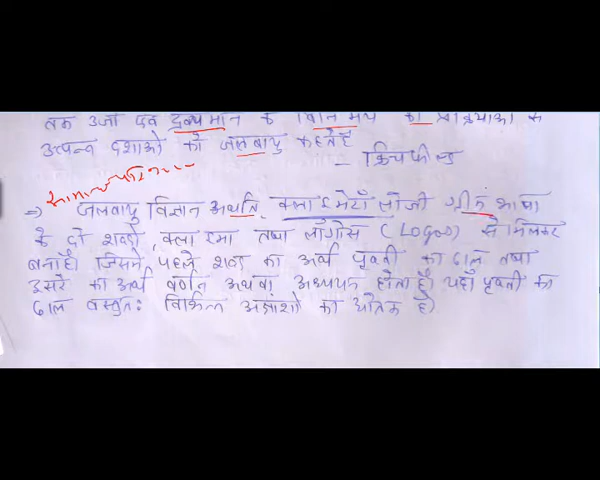 तक उर्जा एवं द्रव्यमान के विनिमय की प्रक्रियाओं के
उत्पन्न दशाओं को जलवायु कहते है
– क्रिचफील्ड
सामान्य
⇒ जलवायु विज्ञान अर्थात् क्लाइमेटॉलोजी ग्रीक भाषा
के दो शब्दों, क्लाइमा तथा लॉगोस (Logos) से मिलकर
बना है। जिसमे पहले शब्द का अर्थ पृथ्वी का ढाल तथा
दूसरे का अर्थ वर्णन अथवा अध्ययन होता है। यहाँ पृथ्वी का
ढाल वस्तुतः विभिन्न अक्षांशो का द्योतक है।